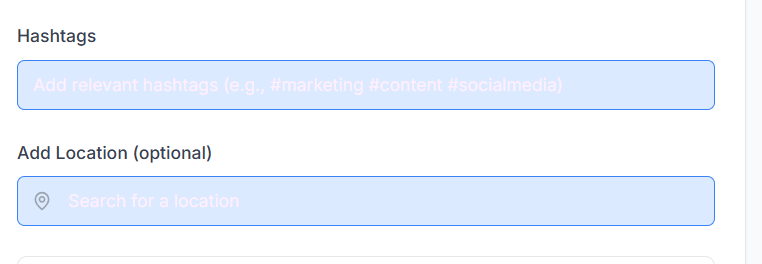 Hashtags
Add relevant hashtags (e.g., #marketing #content #socialmedia)
Add Location (optional)
Search for a location